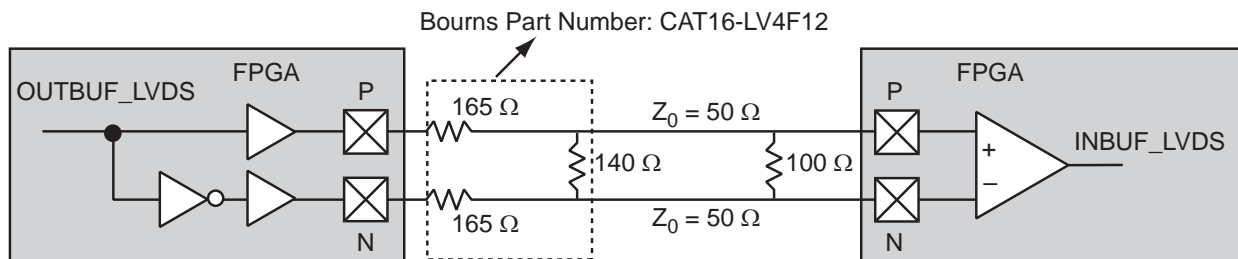 Bourns Part Number: CAT16-LV4F12
FPGA
OUTBUF_LVDS
P
165 Ω
Z0 = 50 Ω
P
FPGA
INBUF_LVDS
+
140 Ω
100 Ω
−
165 Ω
Z0 = 50 Ω
N
N